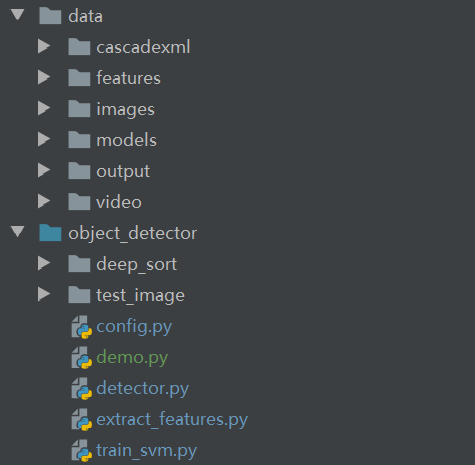 data
cascadexml
features
images
models
output
video
object_detector
deep_sort
test_image
config.py
demo.py
detector.py
extract_features.py
train_svm.py